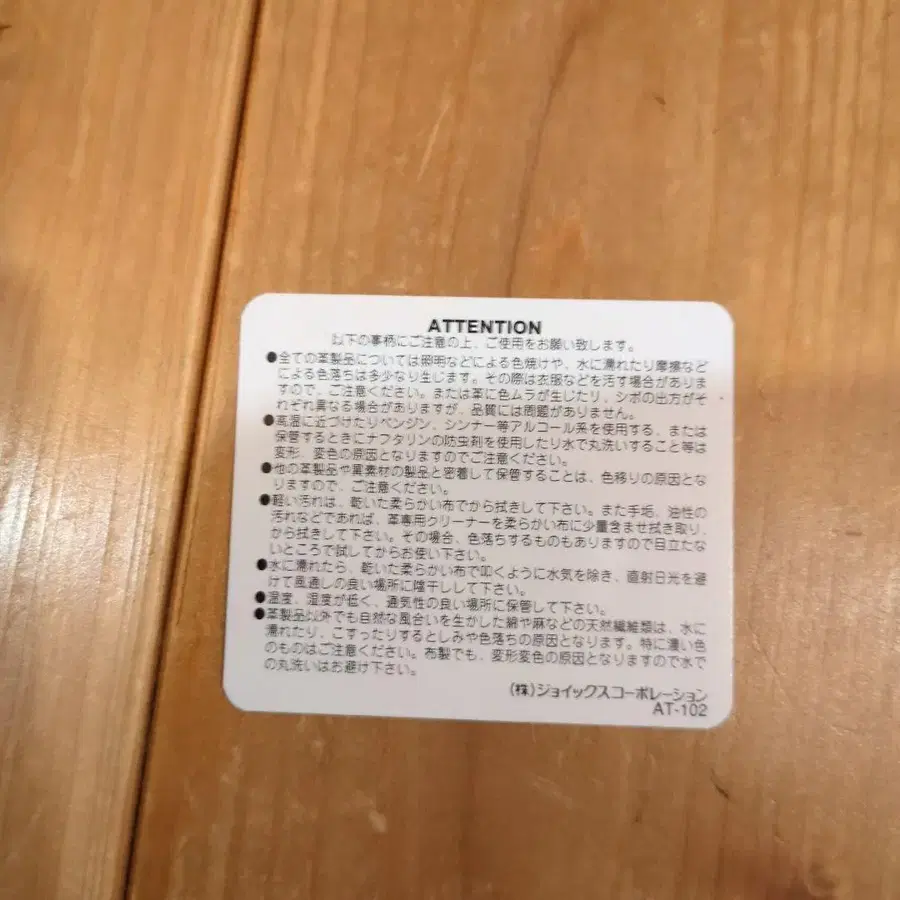 ATTENTION
以下の事柄にご注意の上、ご使用をお願い致します。
●全ての革製品については照明などによる色焼けや、水に濡れたり摩擦など
による色落ちは多少なり生じます。その際は衣服などを汚す場合がありま
すので、ご注意ください。または革に色ムラが生じたり、シボの出方がそ
れぞれ異なる場合がありますが、品質には問題がありません。
●高温に近づけたりベンジン、シンナー等アルコール系を使用する、または
保管するときにナフタリンの防虫剤を使用したり水で丸洗いすること等は
変形、変色の原因となりますのでご注意ください。
●他の革製品や異素材の製品と密着して保管することは、色移りの原因とな
りますので、ご注意ください。
●軽い汚れは、乾いた柔らかい布でから拭きして下さい。また手垢、油性の
汚れなどであれば、革専用クリーナーを柔らかい布に少量含ませ拭き取り、
から拭きして下さい。その場合、色落ちするものもありますので目立たな
いところで試してからお使い下さい。
●水に濡れたら、乾いた柔らかい布で叩くように水気を除き、直射日光を避
けて風通しの良い場所に陰干しして下さい。
●温度、湿度が低く、通気性の良い場所に保管して下さい。
●革製品以外でも自然な風合いを生かした綿や麻などの天然繊維類は、水に
濡れたり、こすったりするとしみや色落ちの原因となります。特に濃い色
のものはご注意ください。布製でも、変形変色の原因となりますので水で
の丸洗いはお避け下さい。
(株)ジョイックスコーポレーション
AT-102